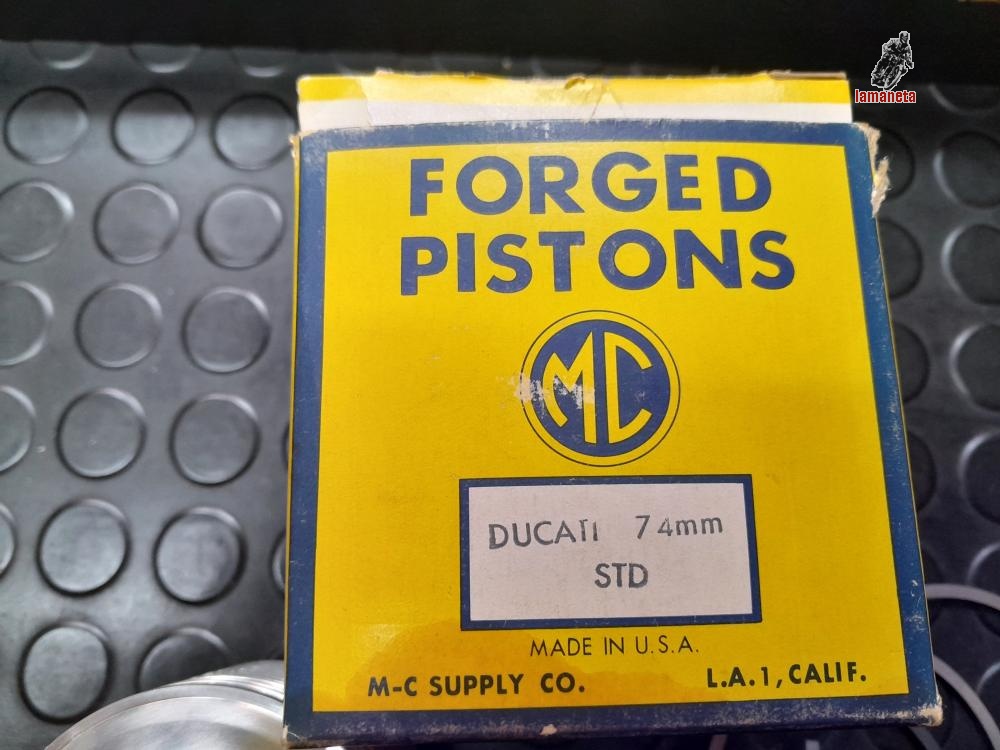 lamaneta
FORGED
PISTONS
MC
DUCATI 74mm
STD
MADE IN U.S.A.
M-C SUPPLY CO. L.A.1, CALIF.